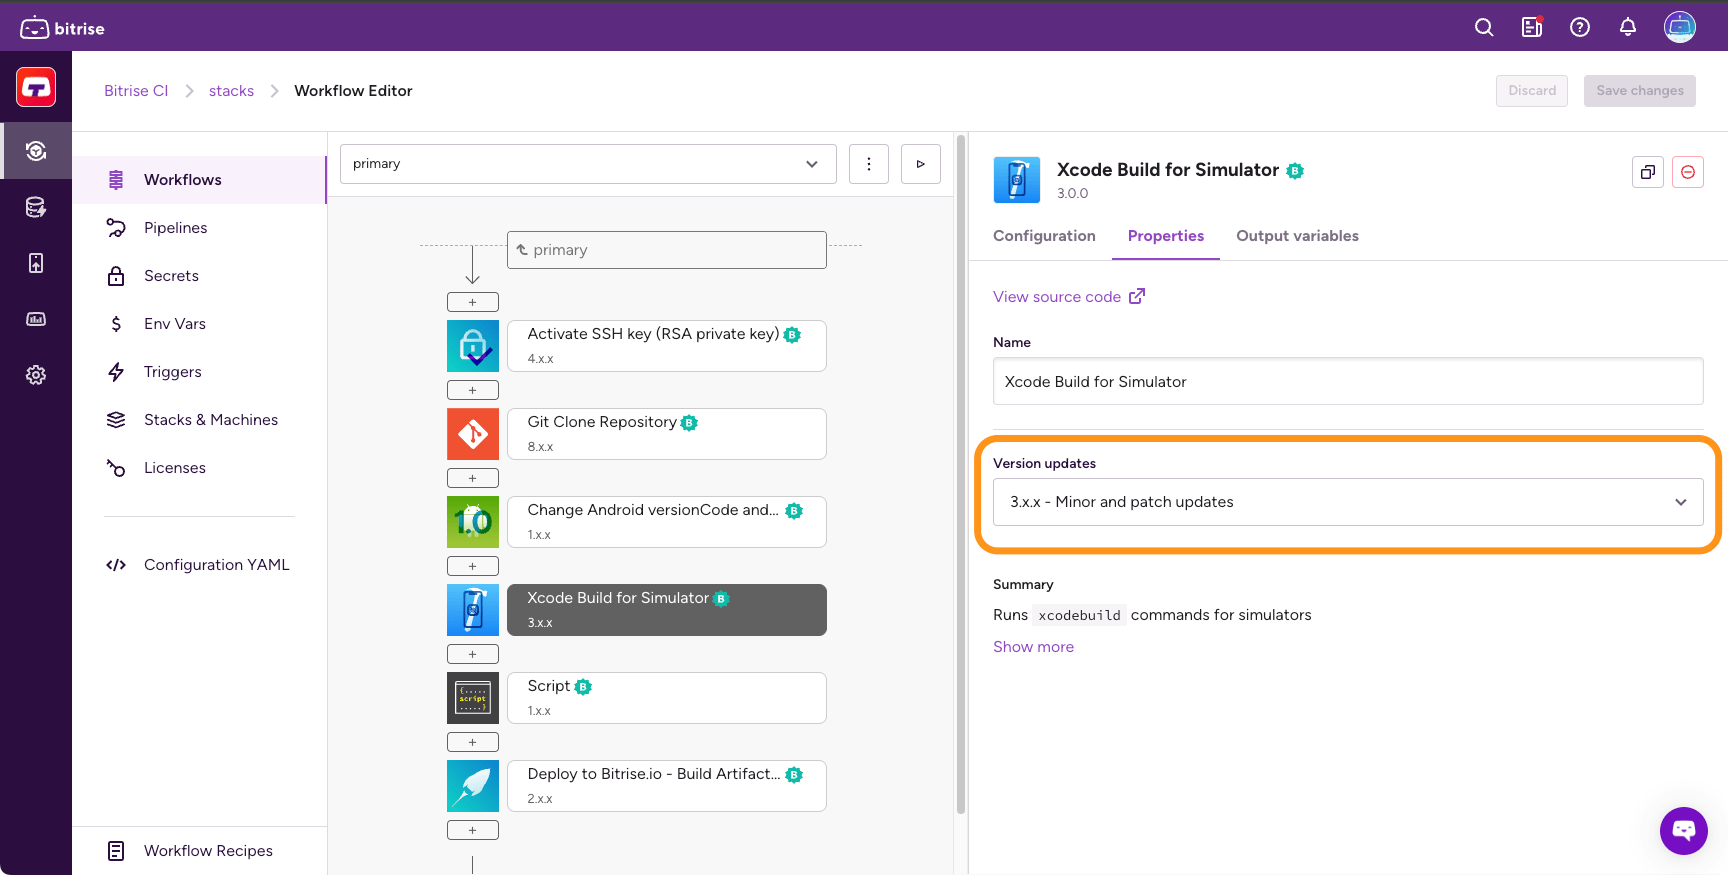 bitrise
Bitrise CI
stacks
Workflow Editor
Discard
Save changes
Workflows
Pipelines
Secrets
Env Vars
Triggers
Stacks & Machines
Licenses
Configuration YAML
Workflow Recipes
primary
primary
+
Activate SSH key (RSA private key)
4.x.x
+
Git Clone Repository
8.x.x
+
1.0
Change Android versionCode and...
1.x.x
+
Xcode Build for Simulator
3.x.x
+
{.....
script
.....}
Script
1.x.x
+
Deploy to Bitrise.io - Build Artifact...
2.x.x
+
Xcode Build for Simulator
3.0.0
Configuration
Properties
Output variables
View source code
Name
Xcode Build for Simulator
Version updates
3.x.x - Minor and patch updates
Summary
Runs xcodebuild commands for simulators
Show more